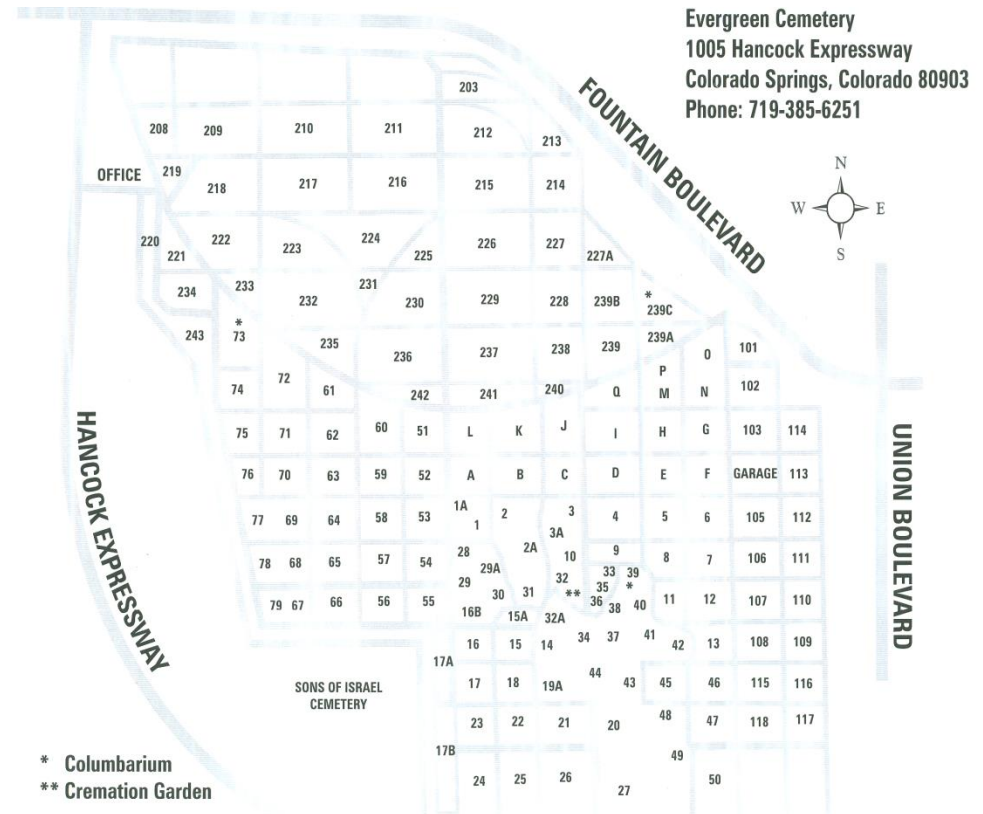 Evergreen Cemetery
1005 Hancock Expressway
Colorado Springs, Colorado 80903
Phone: 719-385-6251
FOUNTAIN BOULEVARD
N
W E
S
203
208 209 210 211 212 213
OFFICE 219 218 217 216 215 214
220 221 222 223 224 225 226 227 227A
234 233 232 231 230 229 228 239B * 239C
243 * 73 235 236 237 238 239 239A O 101
74 72 61 242 241 240 Q P M N 102
75 71 62 60 51 L K J I H G 103 114
76 70 63 59 52 A B C D E F GARAGE 113
77 69 64 58 53 1A 1 2 3 3A 4 5 6 105 112
78 68 65 57 54 28 29A 2A 10 9 8 7 106 111
79 67 66 56 55 29 30 31 32 ** 33 35 36 39 * 38 40 11 12 107 110
16B 15A 32A
16 15 14 34 37 41 42 13 108 109
17A 17 18 19A 44 43 45 46 115 116
23 22 21 20 48 47 118 117
17B 24 25 26 27 49 50
HANCOCK EXPRESSWAY
UNION BOULEVARD
SONS OF ISRAEL
CEMETERY
* Columbarium
** Cremation Garden